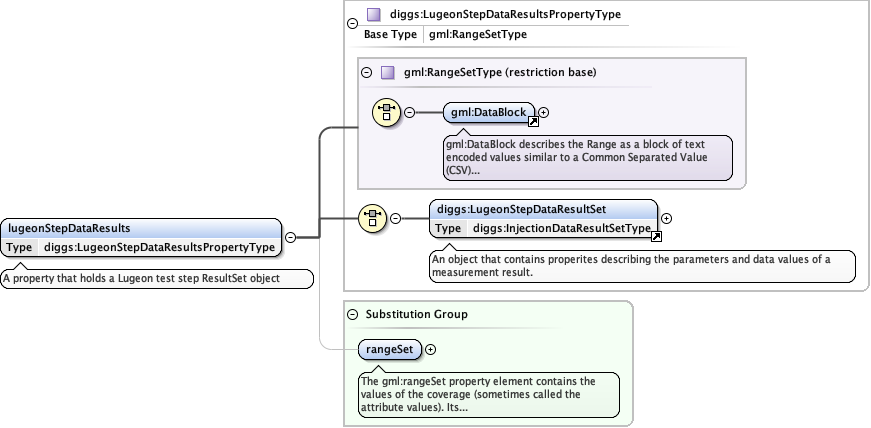 diggs:LugeonStepDataResultsPropertyType
Base Type gml:RangeSetType
gml:RangeSetType (restriction base)
gml:DataBlock
gml:DataBlock describes the Range as a block of text
encoded values similar to a Common Separated Value
(CSV)...
lugeonStepDataResults
Type diggs:LugeonStepDataResultsPropertyType
A property that holds a Lugeon test step ResultSet object
diggs:LugeonStepDataResultSet
Type diggs:InjectionDataResultSetType
An object that contains properites describing the parameters and data values of a
measurement result.
Substitution Group
rangeSet
The gml:rangeSet property element contains the
values of the coverage (sometimes called the
attribute values). Its...